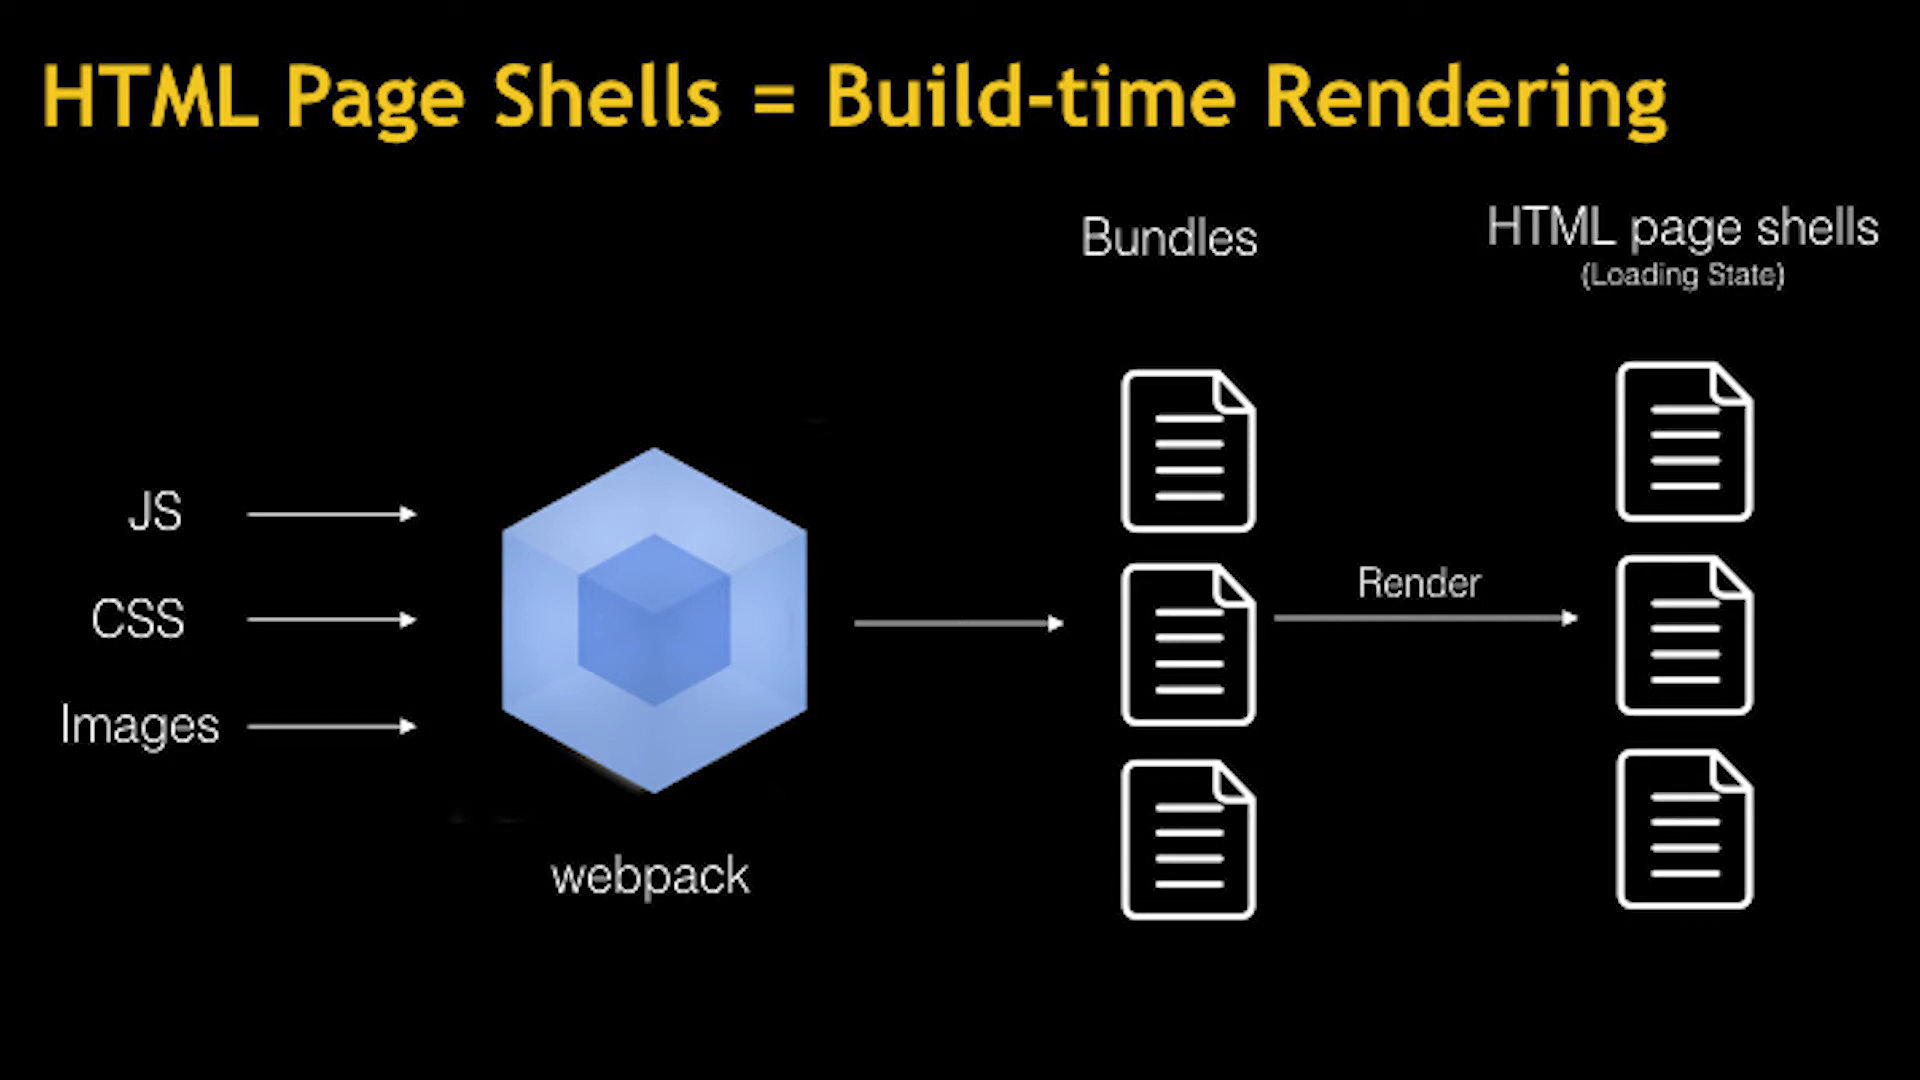 HTML Page Shells = Build-time Rendering
Bundles
HTML page shells
(Loading State)
JS
CSS
Images
webpack
Render